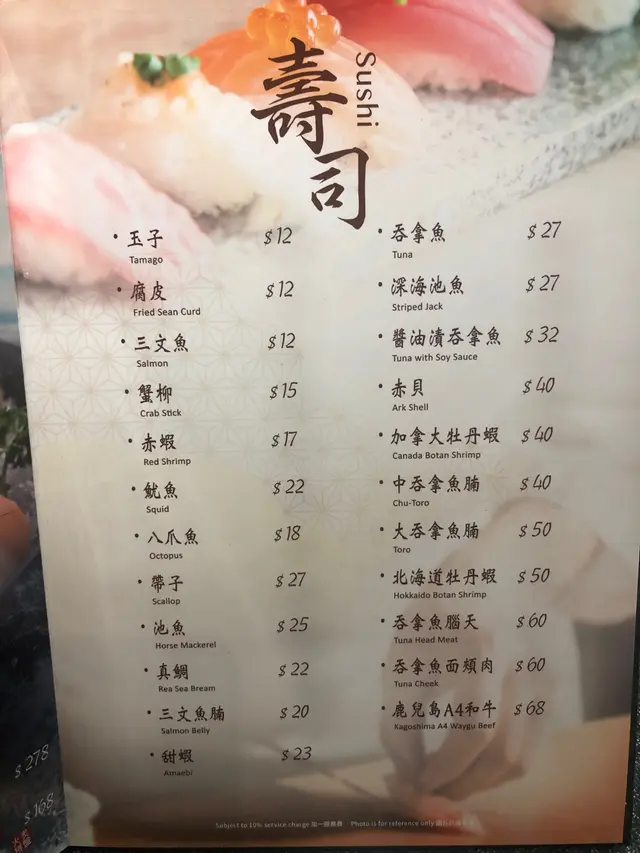 壽司
Sushi
玉子 $12
Tamago
腐皮 $12
Fried Sean Curd
三文魚 $12
Salmon
蟹柳 $15
Crab Stick
赤蝦 $17
Red Shrimp
魷魚 $22
Squid
八爪魚 $18
Octopus
帶子 $27
Scallop
池魚 $25
Horse Mackerel
真鯛 $22
Rea Sea Bream
三文魚腩 $20
Salmon Belly
甜蝦 $23
Amaebi
吞拿魚 $27
Tuna
深海池魚 $27
Striped Jack
醬油漬吞拿魚 $32
Tuna with Soy Sauce
赤貝 $40
Ark Shell
加拿大牡丹蝦 $40
Canada Botan Shrimp
中吞拿魚腩 $40
Chu-Toro
大吞拿魚腩 $50
Toro
北海道牡丹蝦 $50
Hokkaido Botan Shrimp
吞拿魚腦天 $60
Tuna Head Meat
吞拿魚面頰肉 $60
Tuna Cheek
鹿兒島A4和牛 $68
Kagoshima A4 Waygu Beef
$278
$168
Subject to 10% service charge 加一服務費 Photo is for reference only